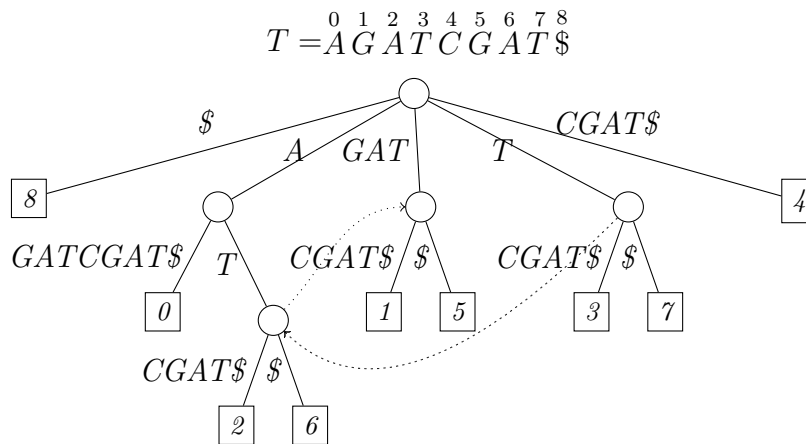 0 1 2 3 4 5 6 7 8
T = A G A T C G A T $
$ A GAT T CGAT$
8 4
GATCGAT$ T CGAT$ $ CGAT$ $
0 1 5 3 7
CGAT$ $
2 6